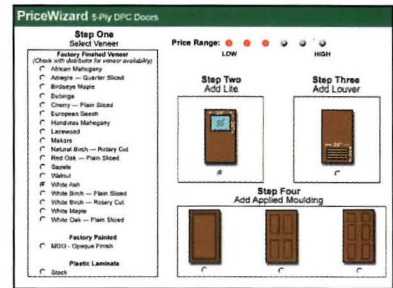 PriceWizard 5-Ply DPC Doors
Step One
Select Veneer
Factory Finished Veneer
(Check with distributor for veneer availability)
African Mahogany
Anegre — Quarter Sliced
Birdseye Maple
Bubinga
Cherry — Plain Sliced
European Beech
Honduras Mahogany
Lacewood
Makore
Natural Birch — Rotary Cut
Red Oak — Plain Sliced
Sapele
Walnut
White Ash
White Birch — Plain Sliced
White Birch — Rotary Cut
White Maple
White Oak — Plain Sliced
Factory Painted
MDO - Opaque Finish
Plastic Laminate
Stock
Price Range:
LOW HIGH
Step Two
Add Lite
Step Three
Add Louver
Step Four
Add Applied Moulding